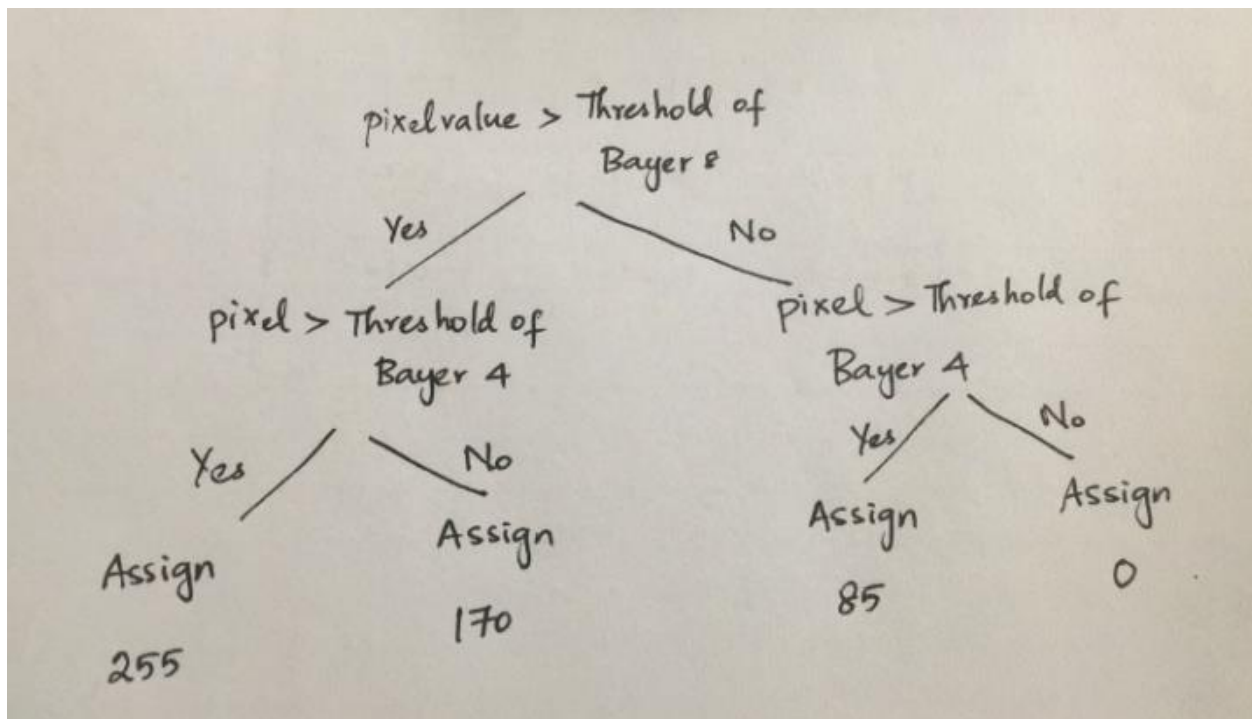 pixelvalue > Threshold of
Bayer 8
Yes
No
pixel > Threshold of
Bayer 4
pixel > Threshold of
Bayer 4
Yes
No
Yes
No
Assign
255
Assign
170
Assign
85
Assign
0